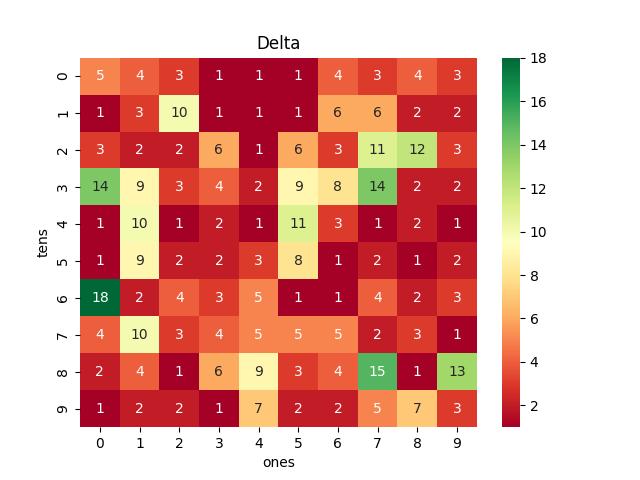 Delta
0 5 4 3 1 1 1 4 3 4 3
1 1 3 10 1 1 1 6 6 2 2
2 3 2 2 6 1 6 3 11 12 3
3 14 9 3 4 2 9 8 14 2 2
4 1 10 1 2 1 11 3 1 2 1
5 1 9 2 2 3 8 1 2 1 2
6 18 2 4 3 5 1 1 4 2 3
7 4 10 3 4 5 5 5 2 3 1
8 2 4 1 6 9 3 4 15 1 13
9 1 2 2 1 7 2 2 5 7 3
0 1 2 3 4 5 6 7 8 9
ones
tens
18
16
14
12
10
8
6
4
2